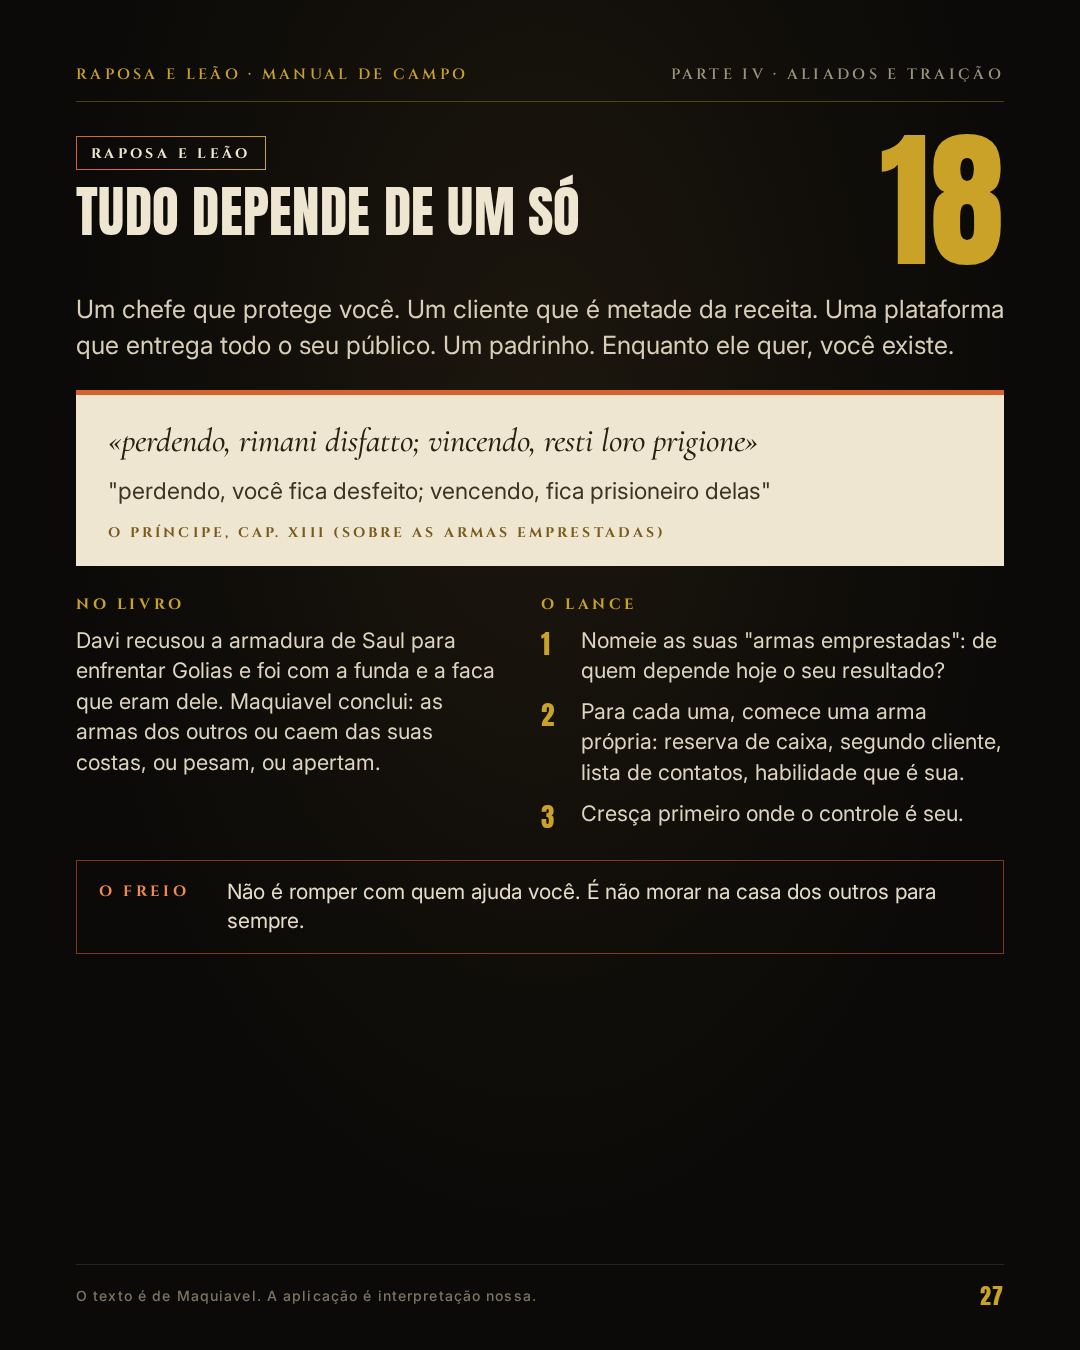 RAPOSA E LEÃO · MANUAL DE CAMPO
PARTE IV · ALIADOS E TRAIÇÃO
RAPOSA E LEÃO
TUDO DEPENDE DE UM SÓ
18
Um chefe que protege você. Um cliente que é metade da receita. Uma plataforma
que entrega todo o seu público. Um padrinho. Enquanto ele quer, você existe.
«perdendo, rimani disfatto; vincendo, resti loro prigione»
"perdendo, você fica desfeito; vencendo, fica prisioneiro delas"
O PRÍNCIPE, CAP. XIII (SOBRE AS ARMAS EMPRESTADAS)
NO LIVRO
Davi recusou a armadura de Saul para
enfrentar Golias e foi com a funda e a faca
que eram dele. Maquiavel conclui: as
armas dos outros ou caem das suas
costas, ou pesam, ou apertam.
O LANCE
1 Nomeie as suas "armas emprestadas": de
quem depende hoje o seu resultado?
2 Para cada uma, comece uma arma
própria: reserva de caixa, segundo cliente,
lista de contatos, habilidade que é sua.
3 Cresça primeiro onde o controle é seu.
O FREIO
Não é romper com quem ajuda você. É não morar na casa dos outros para
sempre.
O texto é de Maquiavel. A aplicação é interpretação nossa.
27